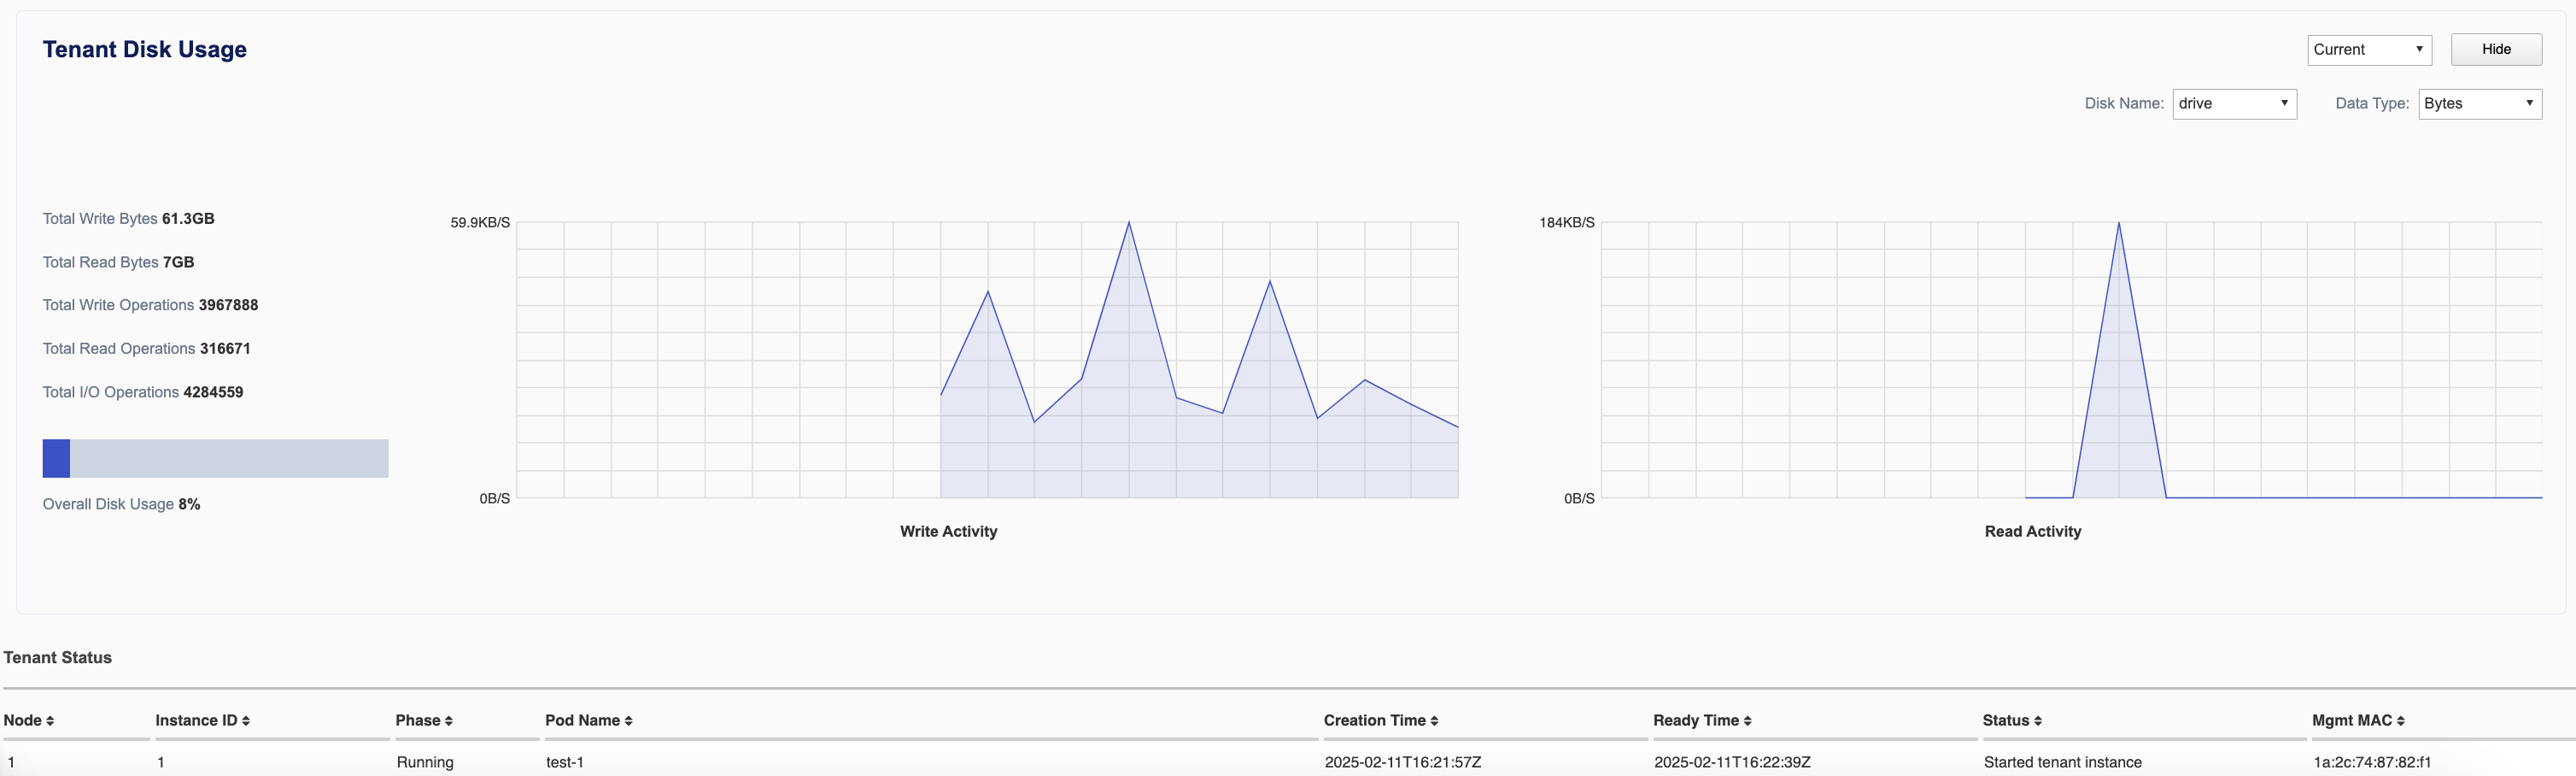 Tenant Disk Usage
Current
Hide
Disk Name: drive
Data Type: Bytes
Total Write Bytes 61.3GB
Total Read Bytes 7GB
Total Write Operations 3967888
Total Read Operations 316671
Total I/O Operations 4284559
Overall Disk Usage 8%
59.9KB/S
0B/S
Write Activity
184KB/S
0B/S
Read Activity
Tenant Status
Node Instance ID Phase Pod Name Creation Time Ready Time Status Mgmt MAC
1 1 Running test-1 2025-02-11T16:21:57Z 2025-02-11T16:22:39Z Started tenant instance 1a:2c:74:87:82:f1